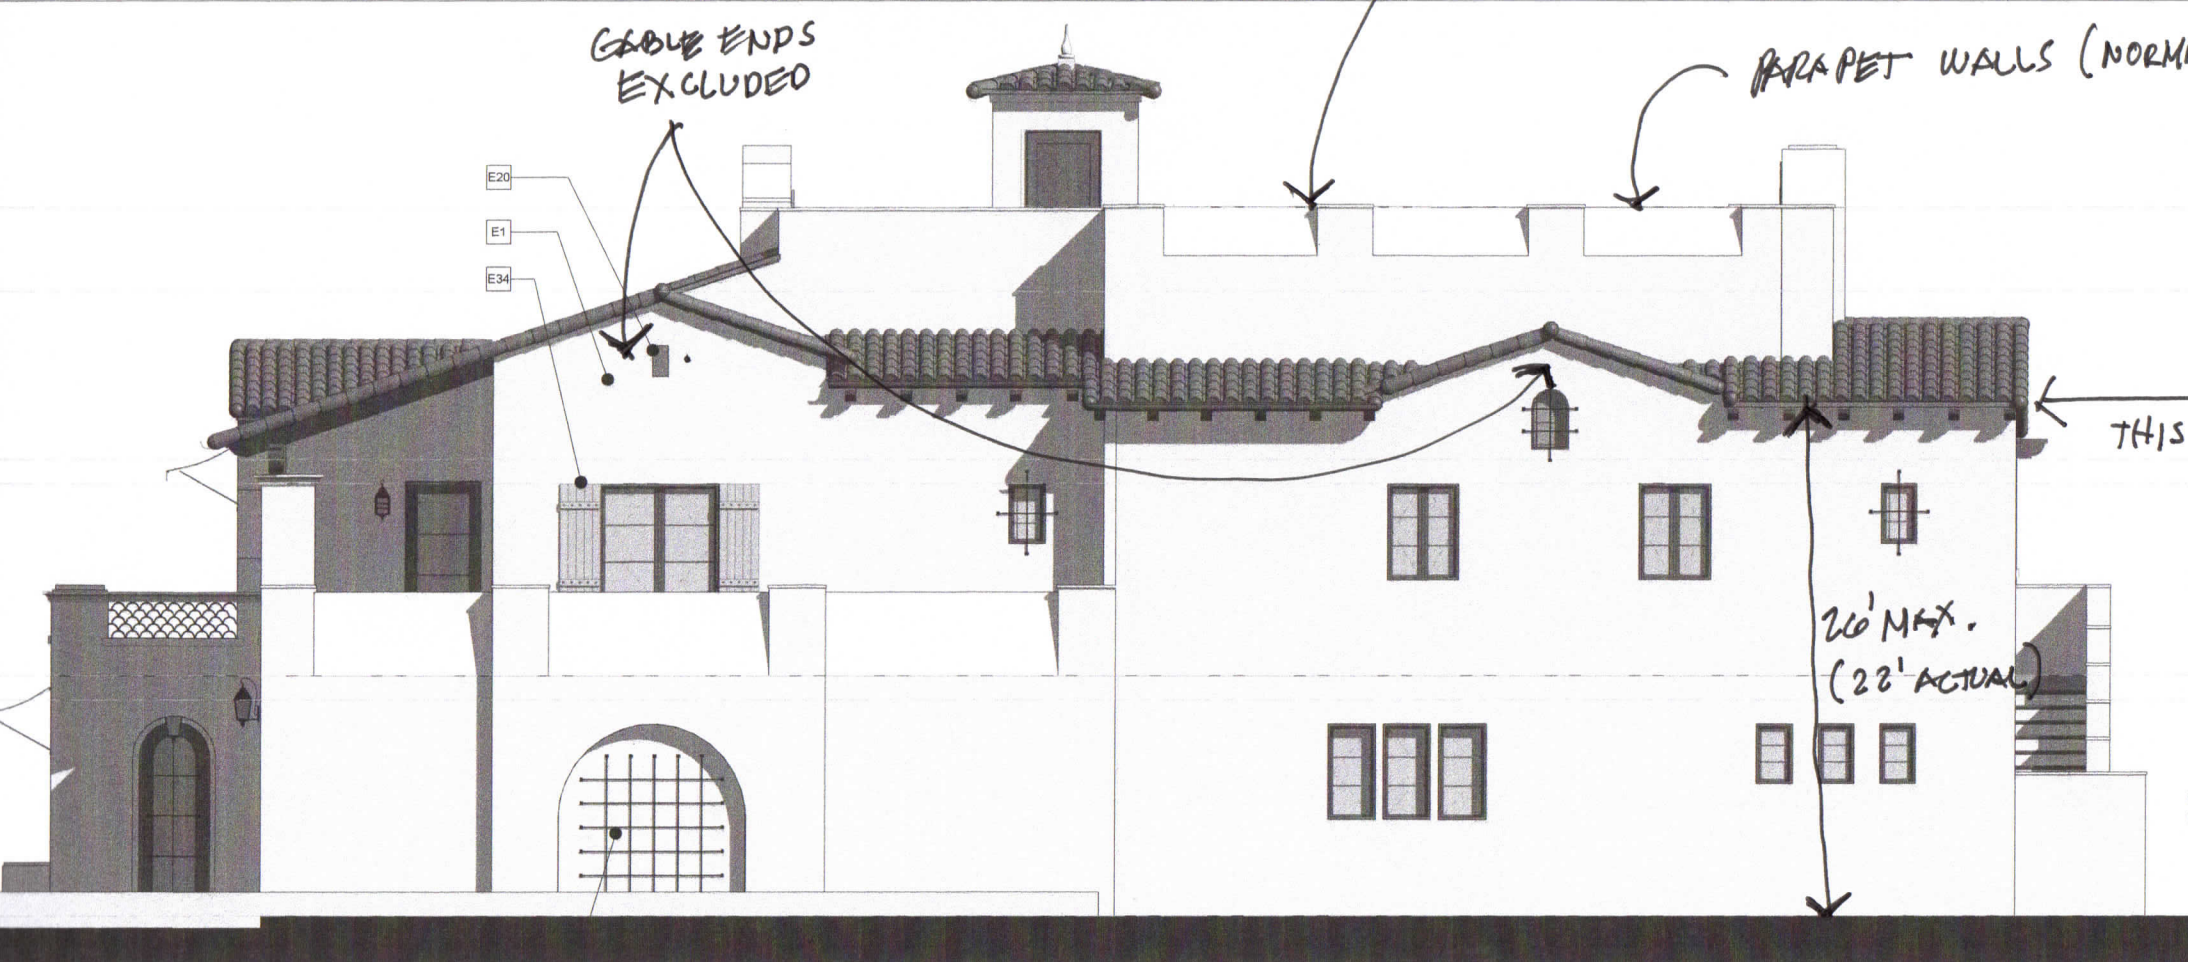 GABLE ENDS
EXCLUDED
PARAPET WALLS (NORM
E20
E1
E34
THIS
26' MAX.
(22' ACTUAL)